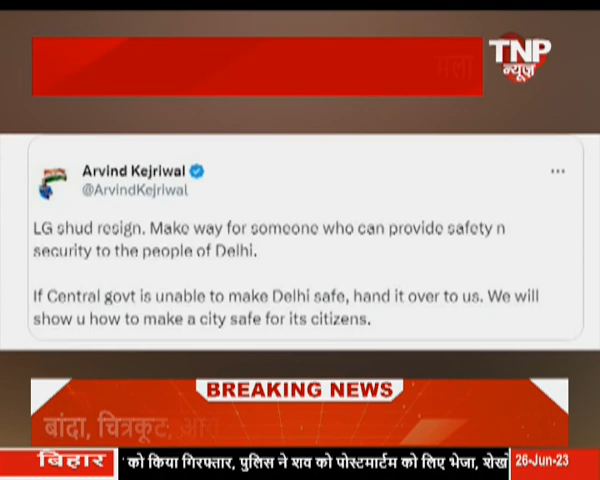 TNP
न्यूज़
Arvind Kejriwal
@ArvindKejriwal
LG shud resign. Make way for someone who can provide safety n
security to the people of Delhi.
If Central govt is unable to make Delhi safe, hand it over to us. We will
show u how to make a city safe for its citizens.
BREAKING NEWS
बांदा, चित्रकूट,
बिहार को किया गिरफ्तार, पुलिस ने शव को पोस्टमार्टम को लिए भेजा, शेखो 26-Jun-23